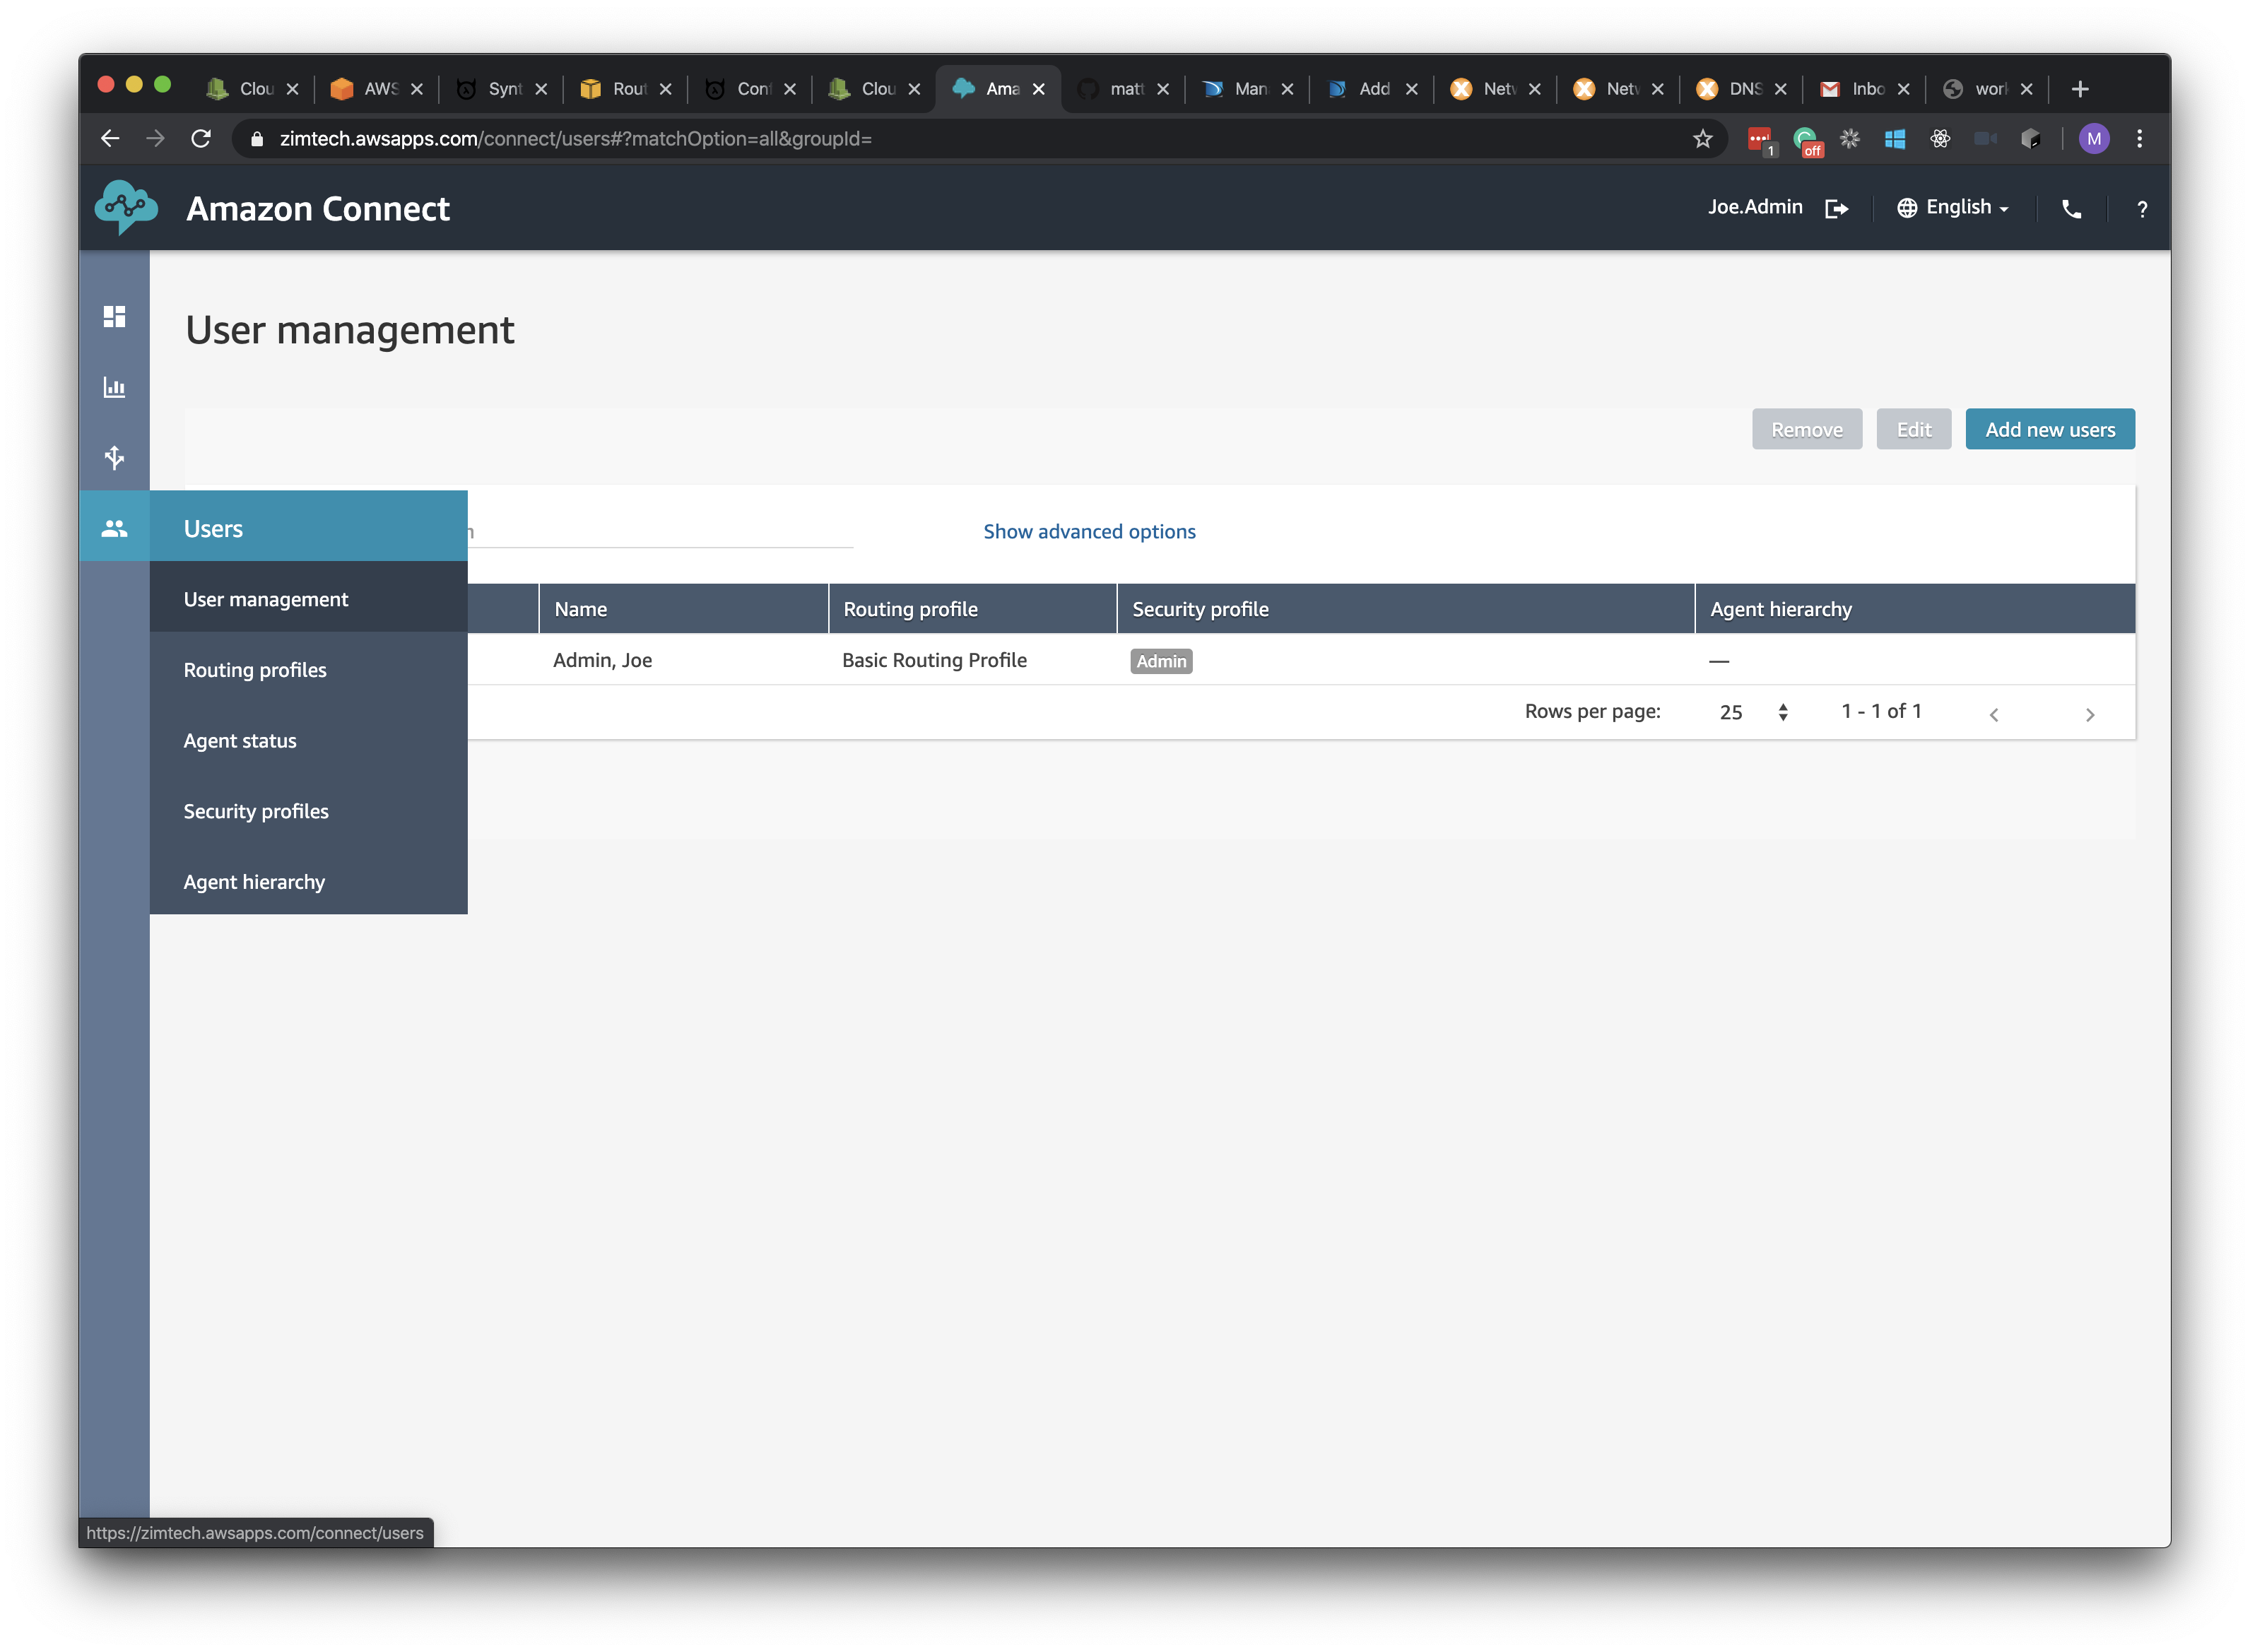 Clou AWS Synt Rout Conf Clou Ama matt Man Add Netv Netv DNS Inbo worl
zimtech.awsapps.com/connect/users#?matchOption=all&groupId=
1 off M
Amazon Connect Joe.Admin English ?
User management
Remove Edit Add new users
Users Show advanced options
User management
Name Routing profile Security profile Agent hierarchy
Admin, Joe Basic Routing Profile Admin —
Routing profiles
Rows per page: 25 1 - 1 of 1
Agent status
Security profiles
Agent hierarchy
https://zimtech.awsapps.com/connect/users